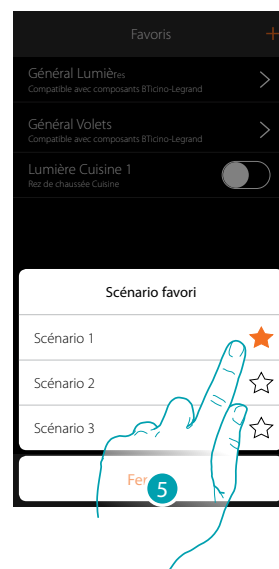 Favoris
Général Lumières
Compatible avec composants BTicino-Legrand
Général Volets
Compatible avec composants BTicino-Legrand
Lumière Cuisine 1
Rez de chaussée Cuisine
Scénario favori
Scénario 1
Scénario 2
Scénario 3
5